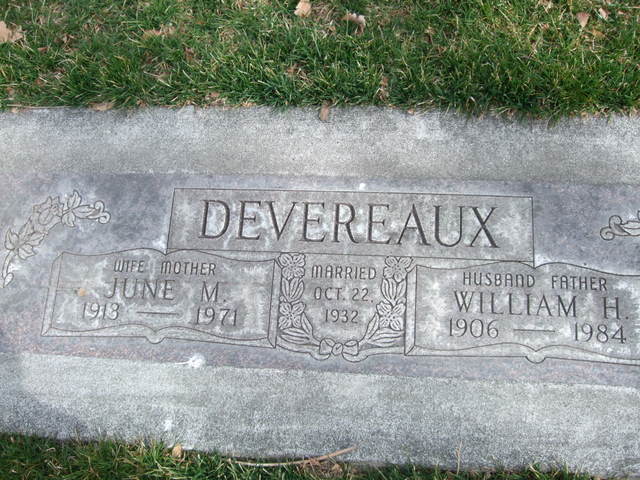 DEVEREAUX
WIFE MOTHER
JUNE M.
1913 — 1971
MARRIED
OCT. 22,
1932
HUSBAND FATHER
WILLIAM H.
1906 — 1984